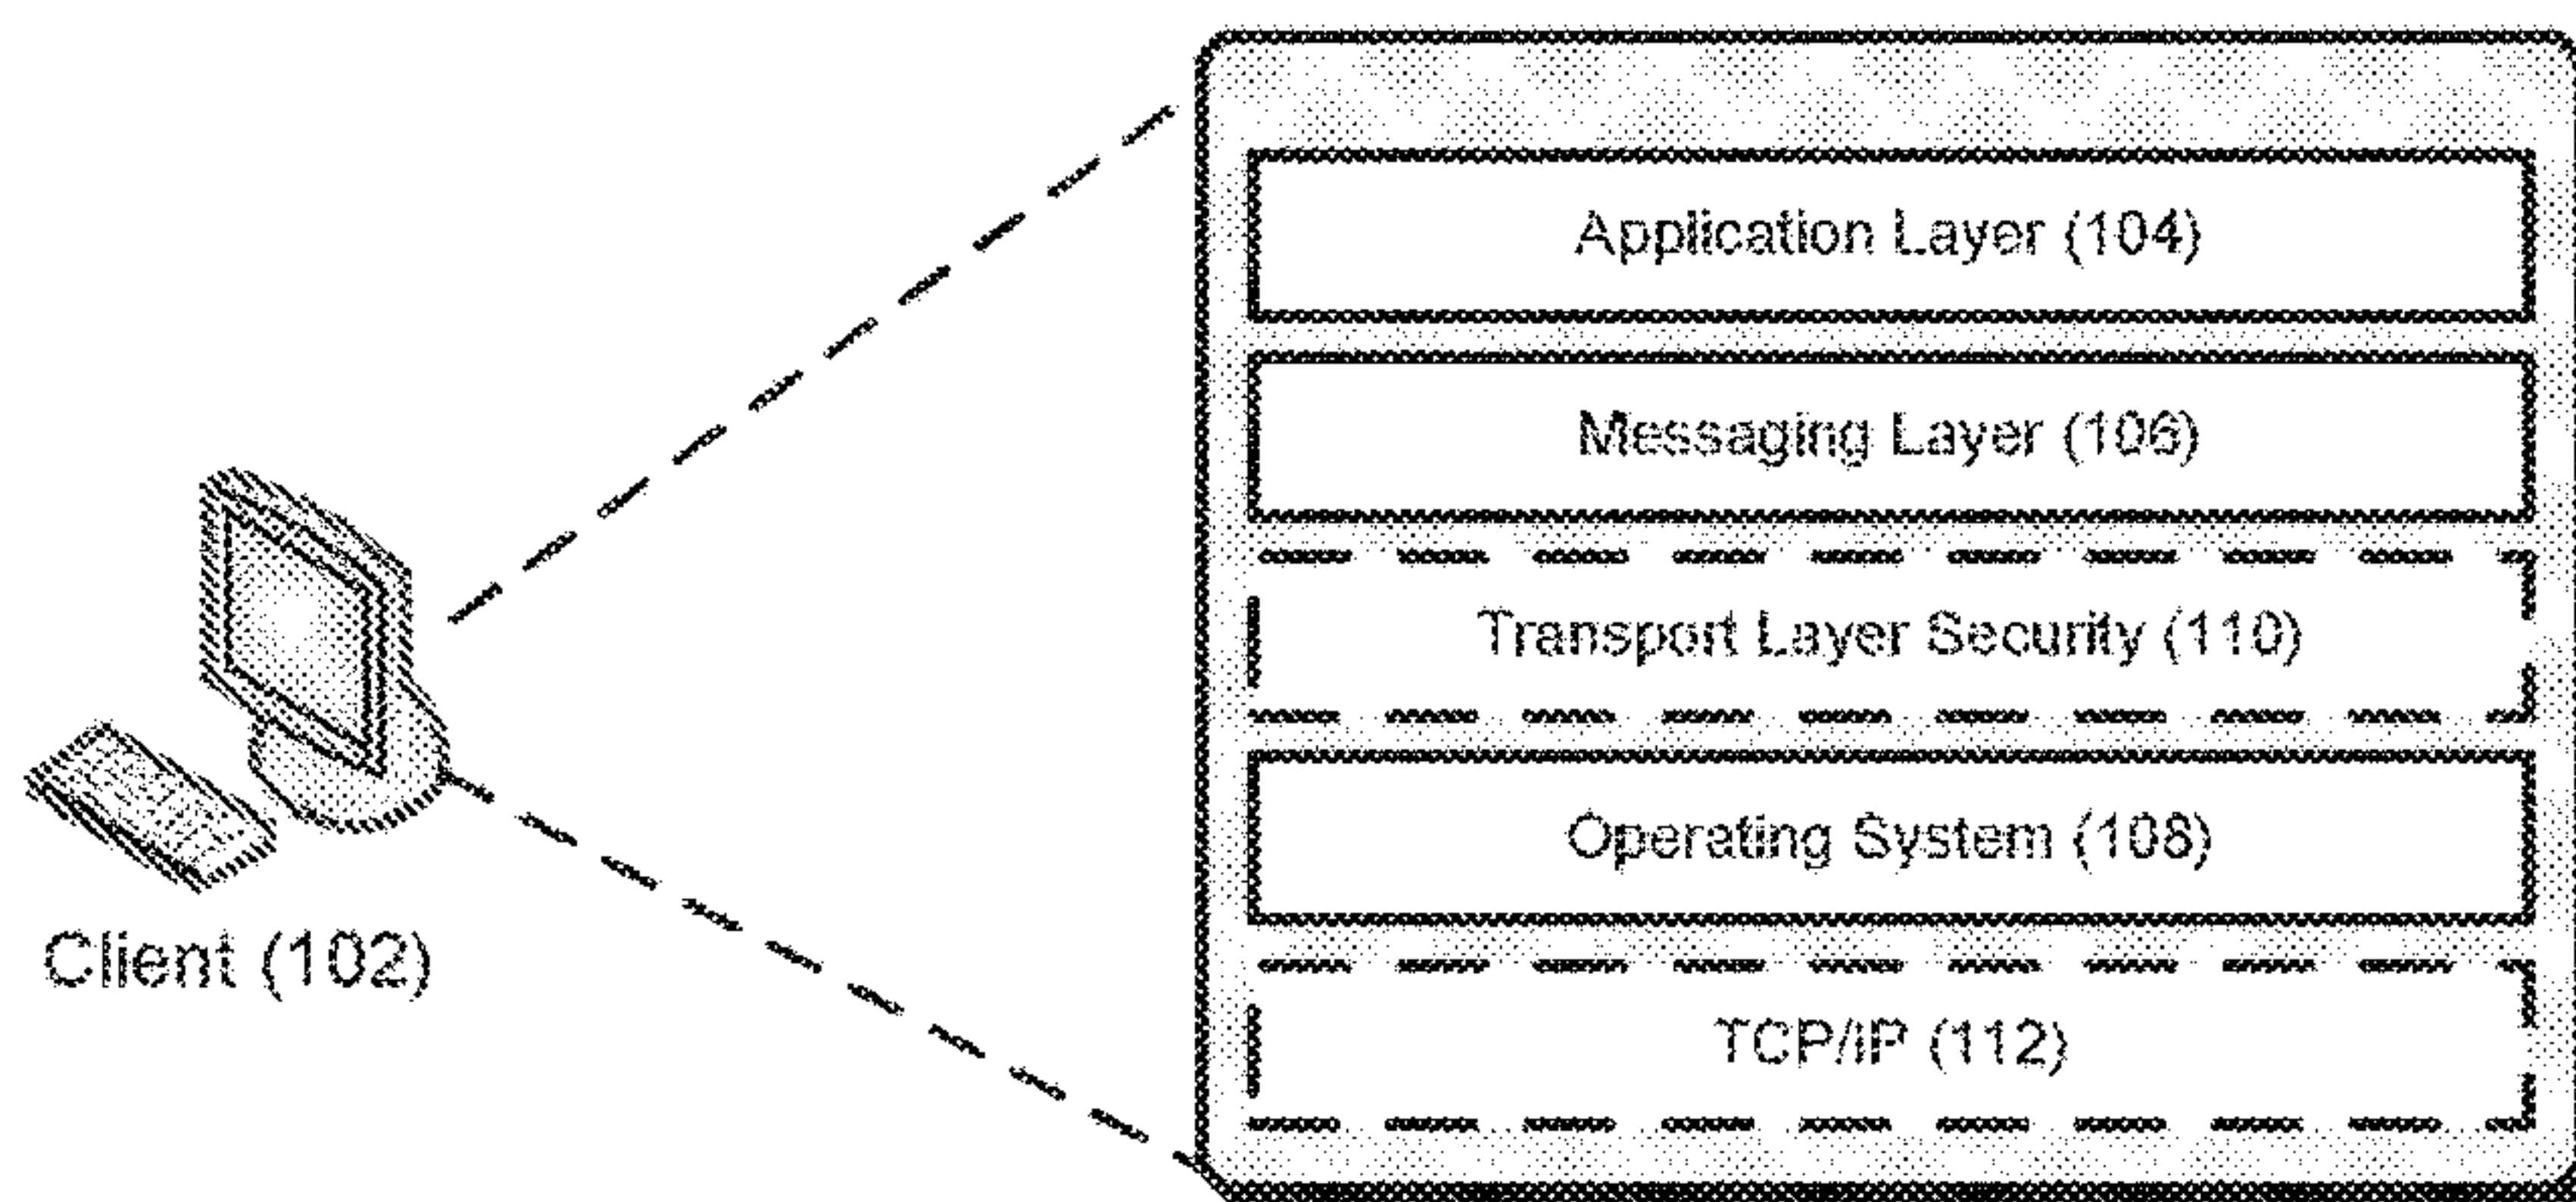 Application Layer (104)
Messaging Layer (106)
Transport Layer Security (110)
Operating System (108)
TCP/IP (112)
Client (102)